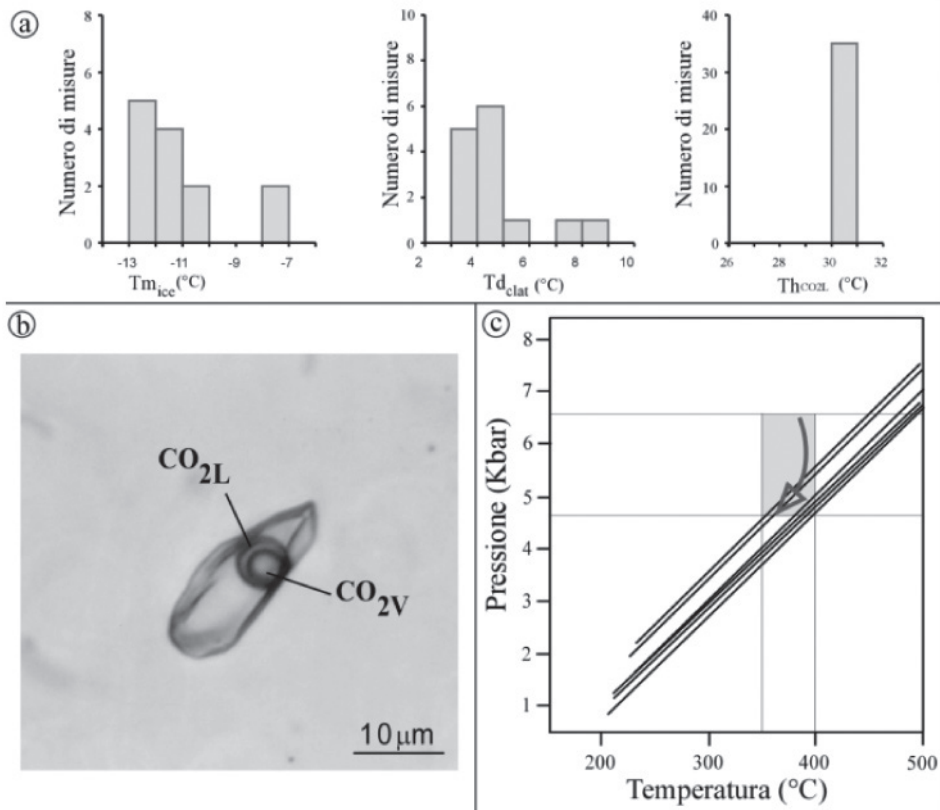 a
Numero di misure
8
6
4
2
0
-13 -11 -9 -7
Tmice(°C)
Numero di misure
10
8
6
4
2
0
2 4 6 8 10
Tdclat (°C)
Numero di misure
40
30
20
10
0
26 28 30 32
ThCO2L (°C)
b
CO2L
CO2V
10 μm
c
Pressione (Kbar)
8
7
6
5
4
3
2
1
200 300 400 500
Temperatura (°C)